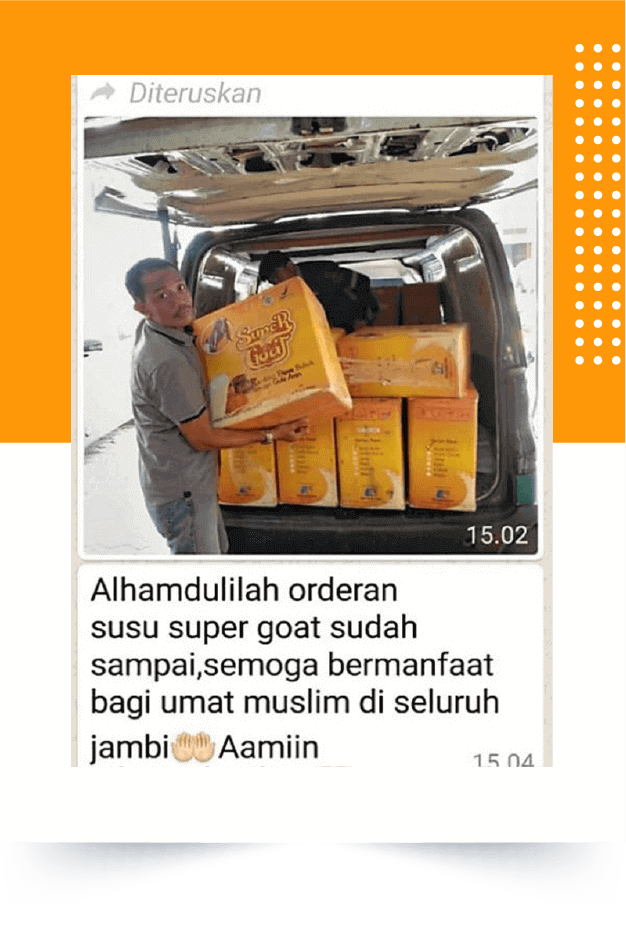 Diteruskan
SUPER
Goat
15.02
Alhamdulilah orderan
susu super goat sudah
sampai,semoga bermanfaat
bagi umat muslim di seluruh
jambi🤲🏻Aamiin
15.04